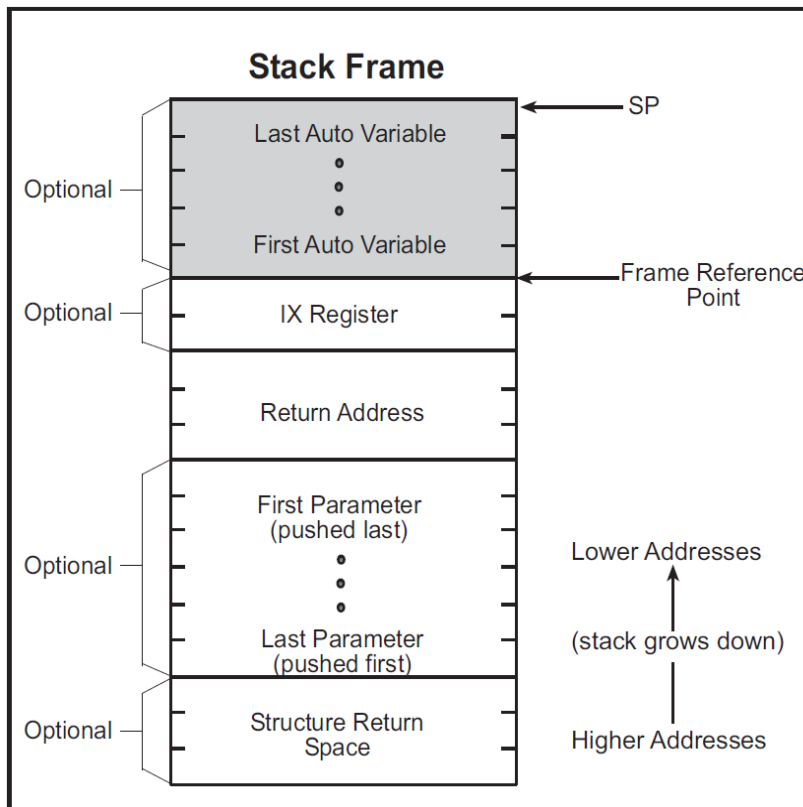 Stack Frame
SP
Last Auto Variable
Optional
First Auto Variable
Frame Reference
Point
Optional
IX Register
Return Address
First Parameter
(pushed last)
Optional
Lower Addresses
Last Parameter
(pushed first)
(stack grows down)
Optional
Structure Return
Space
Higher Addresses